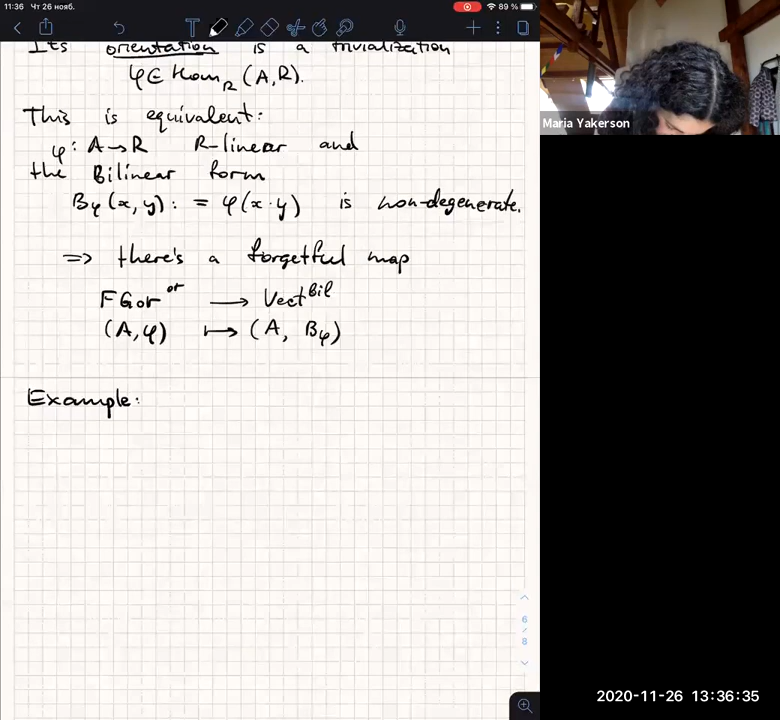 11:36 Чт 26 нояб.
89 %
Its orientation is a trivialization
φ ∈ Hom_R (A, R).
This is equivalent:
φ: A → R R-linear and
the Bilinear form
B_φ(x, y) : = φ(x · y) is non-degenerate.
⇒ there's a forgetful map
FGor^or → Vect^Bil
(A, φ) ↦ (A, B_φ)
Example:
6
/
8
Maria Yakerson
2020-11-26 13:36:35